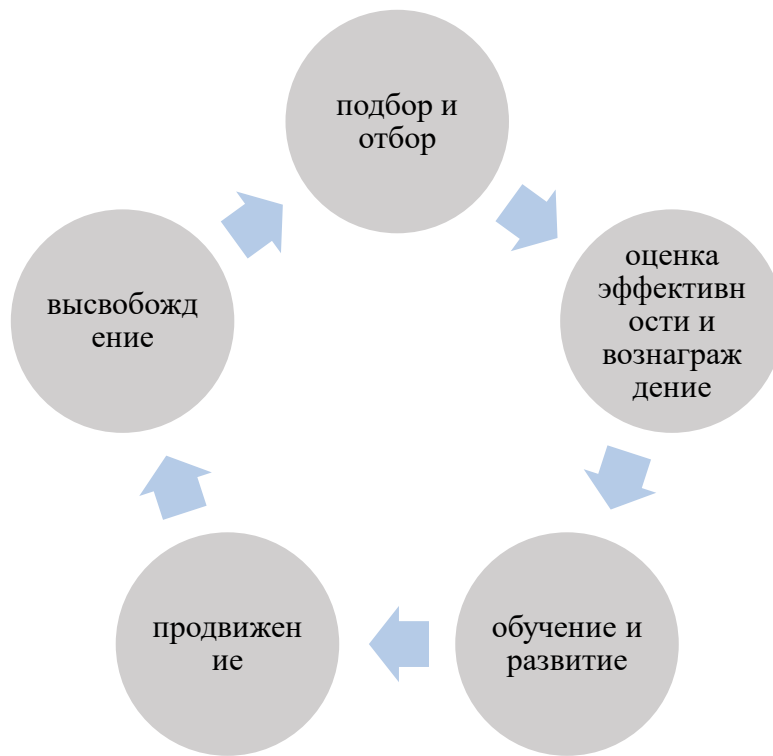 подбор и
отбор
оценка
эффективн
ости и
вознаграж
дение
обучение и
развитие
продвижен
ие
высвобожд
ение